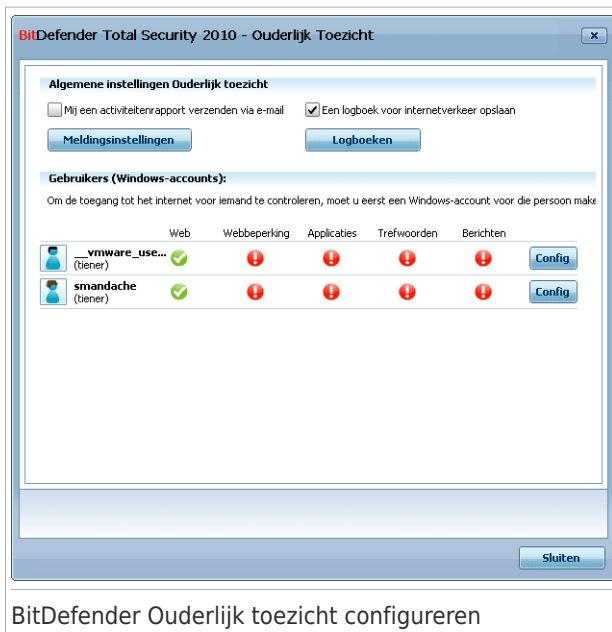 BitDefender Total Security 2010 - Ouderlijk Toezicht
Algemene instellingen Ouderlijk toezicht
Mij een activiteitenrapport verzenden via e-mail
Een logboek voor internetverkeer opslaan
Meldingsinstellingen
Logboeken
Gebruikers (Windows-accounts):
Om de toegang tot het internet voor iemand te controleren, moet u eerst een Windows-account voor die persoon make
Web Webbeperking Applicaties Trefwoorden Berichten
__vmware_use...
(tiener)
Config
smandache
(tiener)
Config
Sluiten
BitDefender Ouderlijk toezicht configureren